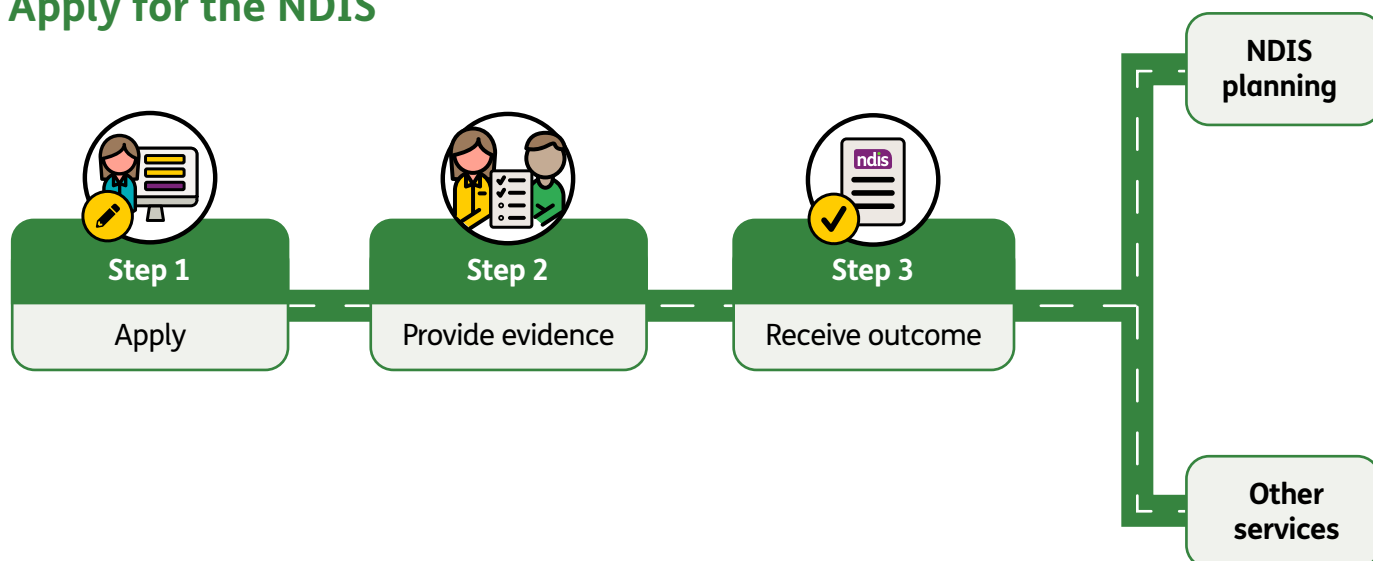 Apply for the NDIS
NDIS
planning
ndis
Step 1
Step 2
Step 3
Apply
Provide evidence
Receive outcome
Other
services